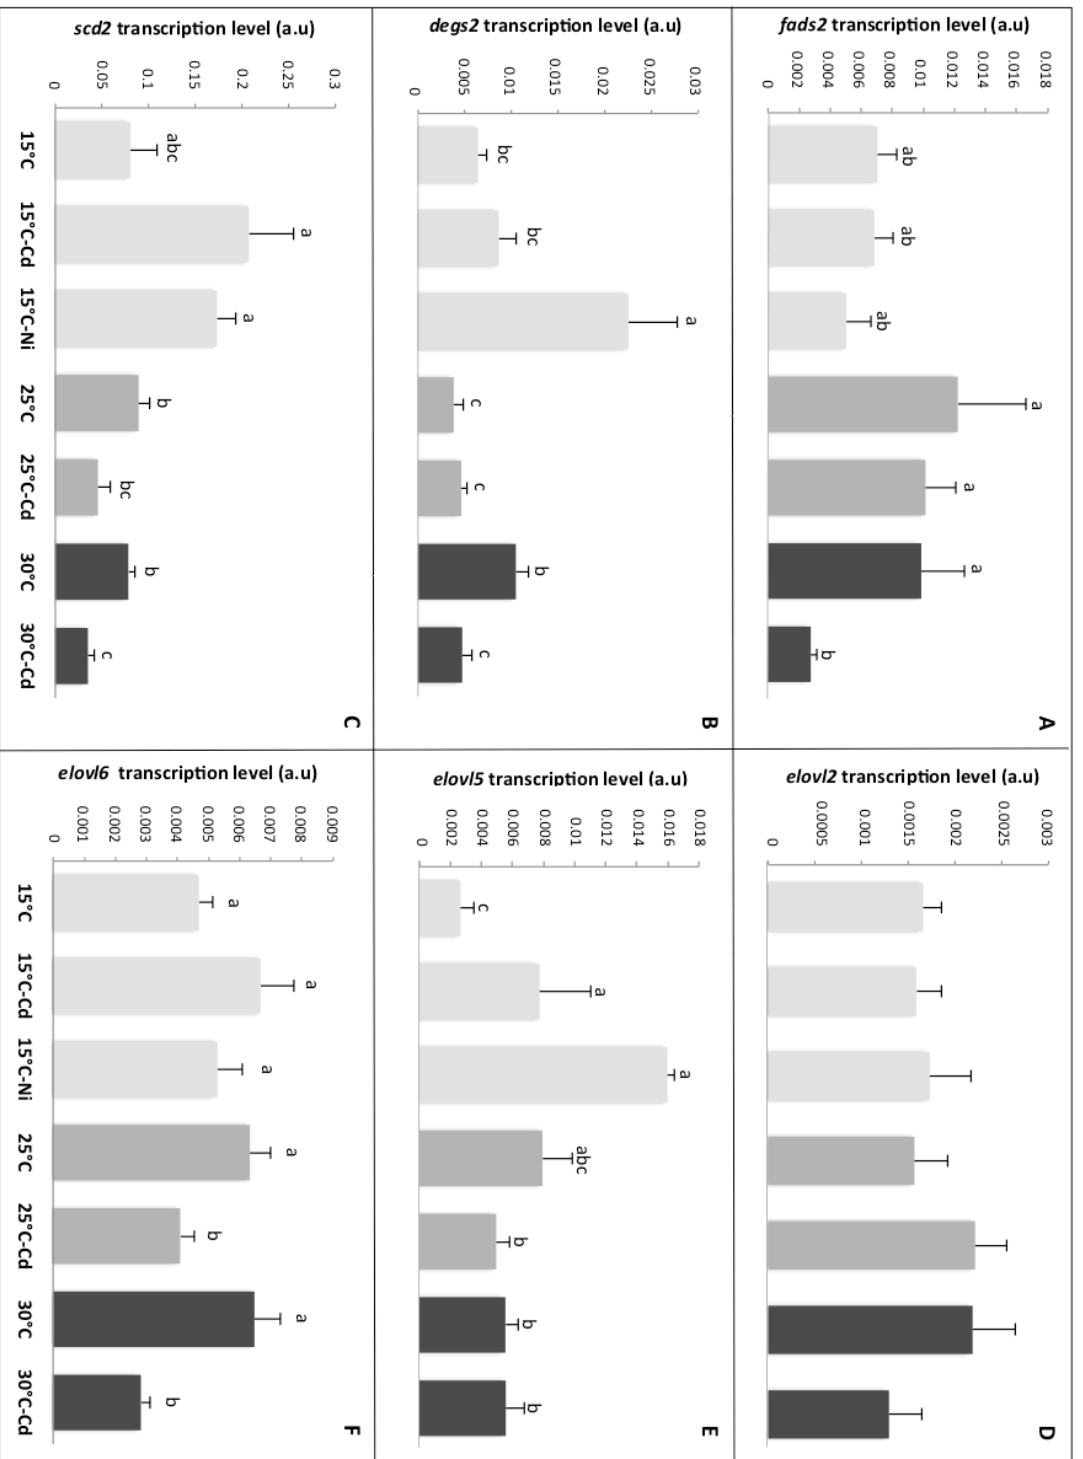 A
fads2 transcription level (a.u)
0.018
0.016
0.014
0.012
0.01
0.008
0.006
0.004
0.002
0
ab ab ab a a a b
D
elovl2 transcription level (a.u)
0.003
0.0025
0.002
0.0015
0.001
0.0005
0
B
degs2 transcription level (a.u)
0.03
0.025
0.02
0.015
0.01
0.005
0
bc bc a c c b c
E
elovl5 transcription level (a.u)
0.018
0.016
0.014
0.012
0.01
0.008
0.006
0.004
0.002
0
c a a abc b b b
C
scd2 transcription level (a.u)
0.3
0.25
0.2
0.15
0.1
0.05
0
abc a a b bc b c
15°C 15°C-Cd 15°C-Ni 25°C 25°C-Cd 30°C 30°C-Cd
F
elovl6 transcription level (a.u)
0.009
0.008
0.007
0.006
0.005
0.004
0.003
0.002
0.001
0
a a a a b a b
15°C 15°C-Cd 15°C-Ni 25°C 25°C-Cd 30°C 30°C-Cd